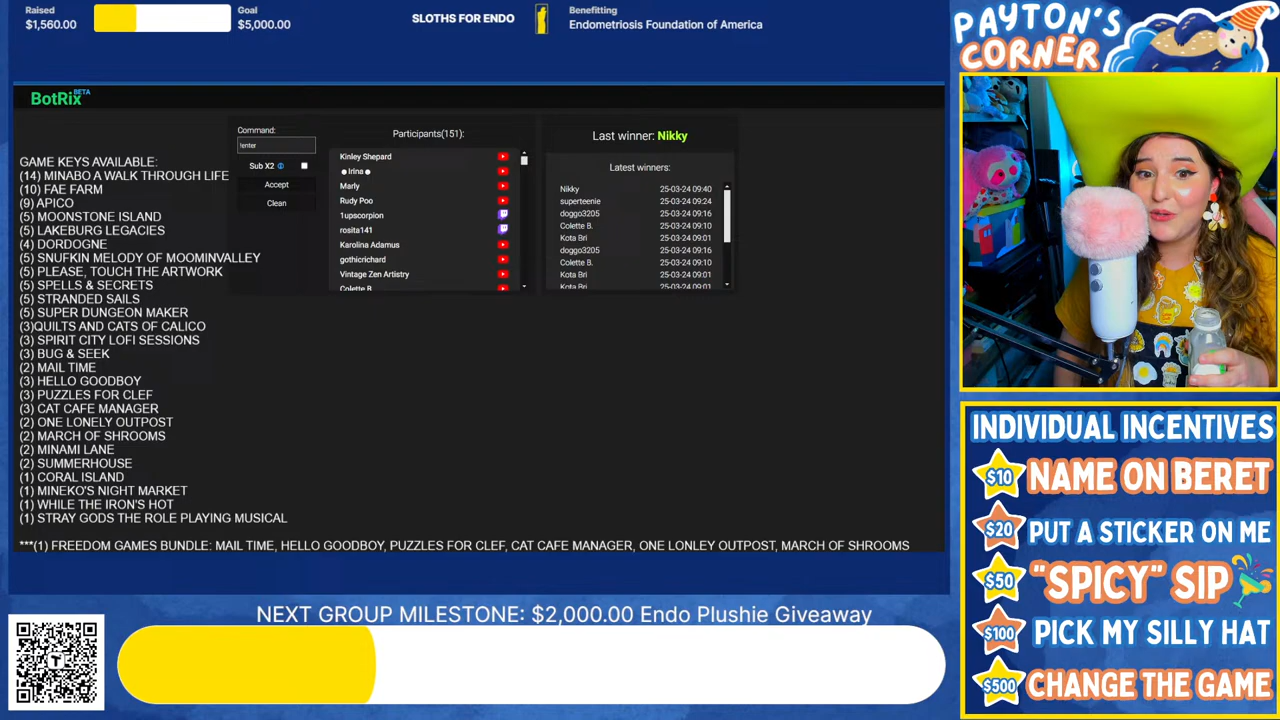 Raised
$1,560.00
Goal
$5,000.00
SLOTHS FOR ENDO
Benefitting
Endometriosis Foundation of America
PAYTON'S
CORNER
BotRix BETA
Command:
!enter
Sub X2
Accept
Clean
Participants(151):
Kinley Shepard
Irina
Marly
Rudy Poo
1upscorpion
rosita141
Karolina Adamus
gothicrichard
Vintage Zen Artistry
Colette B.
Last winner: Nikky
Latest winners:
Nikky 25-03-24 09:40
superteenie 25-03-24 09:24
doggo3205 25-03-24 09:16
Colette B. 25-03-24 09:10
Kota Bri 25-03-24 09:01
doggo3205 25-03-24 09:16
Colette B. 25-03-24 09:10
Kota Bri 25-03-24 09:01
Kota Bri 25-03-24 09:01
GAME KEYS AVAILABLE:
(14) MINABO A WALK THROUGH LIFE
(10) FAE FARM
(9) APICO
(5) MOONSTONE ISLAND
(5) LAKEBURG LEGACIES
(4) DORDOGNE
(5) SNUFKIN MELODY OF MOOMINVALLEY
(5) PLEASE, TOUCH THE ARTWORK
(5) SPELLS & SECRETS
(5) STRANDED SAILS
(5) SUPER DUNGEON MAKER
(3)QUILTS AND CATS OF CALICO
(3) SPIRIT CITY LOFI SESSIONS
(3) BUG & SEEK
(2) MAIL TIME
(3) HELLO GOODBOY
(3) PUZZLES FOR CLEF
(3) CAT CAFE MANAGER
(2) ONE LONELY OUTPOST
(2) MARCH OF SHROOMS
(2) MINAMI LANE
(2) SUMMERHOUSE
(1) CORAL ISLAND
(1) MINEKO'S NIGHT MARKET
(1) WHILE THE IRON'S HOT
(1) STRAY GODS THE ROLE PLAYING MUSICAL
***(1) FREEDOM GAMES BUNDLE: MAIL TIME, HELLO GOODBOY, PUZZLES FOR CLEF, CAT CAFE MANAGER, ONE LONLEY OUTPOST, MARCH OF SHROOMS
NEXT GROUP MILESTONE: $2,000.00 Endo Plushie Giveaway
INDIVIDUAL INCENTIVES
$10 NAME ON BERET
$20 PUT A STICKER ON ME
$50 "SPICY" SIP
$100 PICK MY SILLY HAT
$500 CHANGE THE GAME